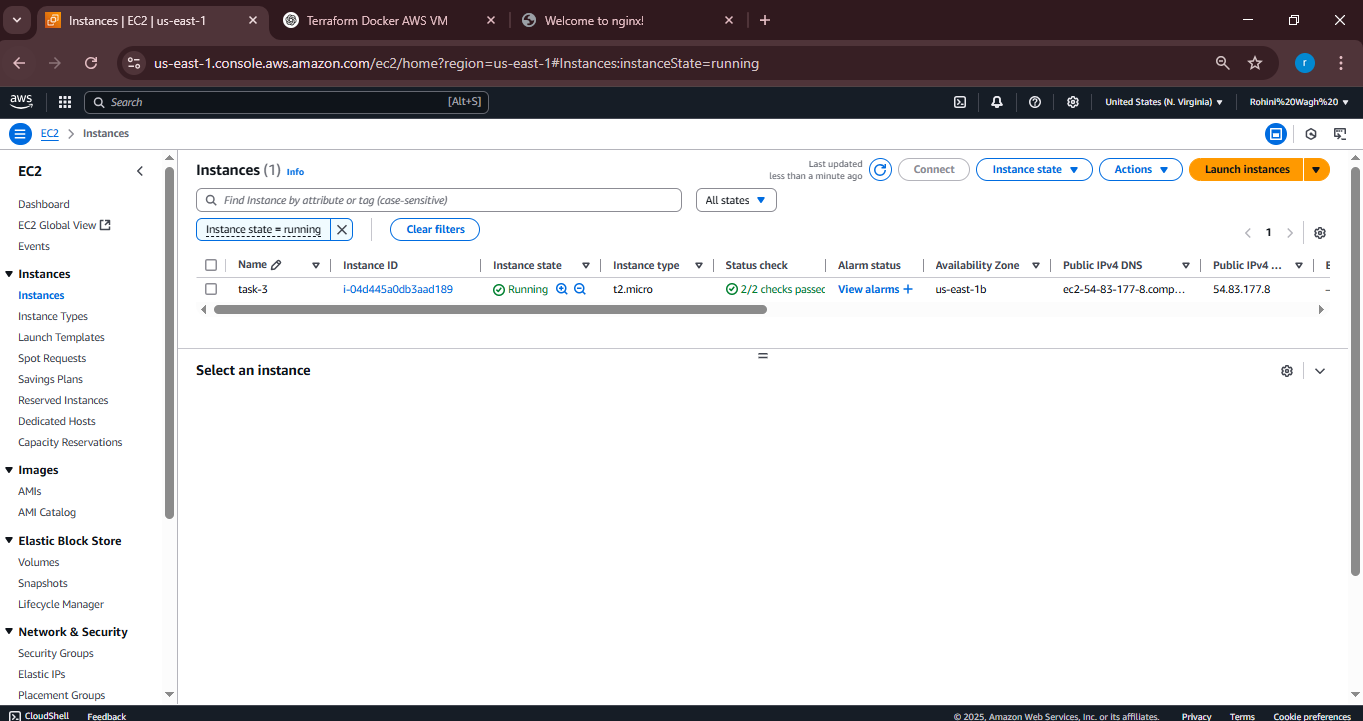 Instances | EC2 | us-east-1
Terraform Docker AWS VM
Welcome to nginx!
us-east-1.console.aws.amazon.com/ec2/home?region=us-east-1#Instances:instanceState=running
r
aws
Search
[Alt+S]
United States (N. Virginia)
Rohini%20Wagh%20
EC2
Instances
EC2
Dashboard
EC2 Global View
Events
Instances
Instances
Instance Types
Launch Templates
Spot Requests
Savings Plans
Reserved Instances
Dedicated Hosts
Capacity Reservations
Images
AMIs
AMI Catalog
Elastic Block Store
Volumes
Snapshots
Lifecycle Manager
Network & Security
Security Groups
Elastic IPs
Placement Groups
Instances (1) Info
Last updated
less than a minute ago
Connect
Instance state
Actions
Launch instances
Find Instance by attribute or tag (case-sensitive)
All states
Instance state = running
Clear filters
1
Name
Instance ID
Instance state
Instance type
Status check
Alarm status
Availability Zone
Public IPv4 DNS
Public IPv4 ...
E
task-3
i-04d445a0db3aad189
Running
t2.micro
2/2 checks passed
View alarms +
us-east-1b
ec2-54-83-177-8.comp...
54.83.177.8
–
Select an instance
CloudShell
Feedback
© 2025, Amazon Web Services, Inc. or its affiliates.
Privacy
Terms
Cookie preferences